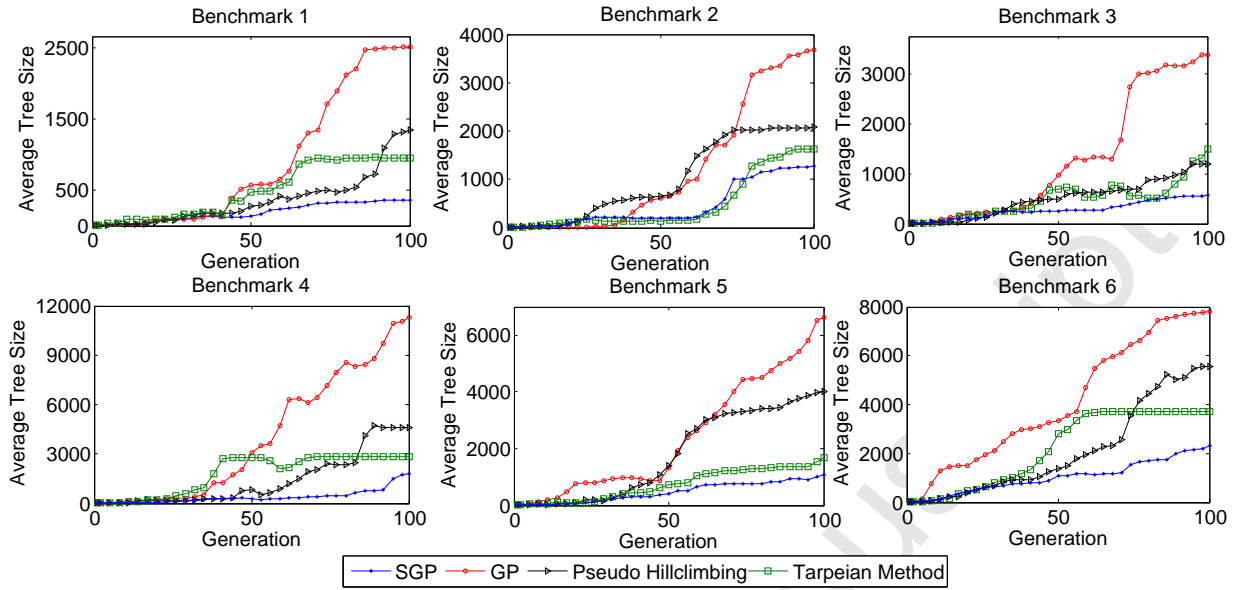 Benchmark 1
Benchmark 2
Benchmark 3
Average Tree Size
2500
1500
500
0
0
50
100
Generation
Average Tree Size
4000
3000
2000
1000
0
0
50
100
Generation
Average Tree Size
3000
2000
1000
0
0
50
100
Generation
Benchmark 4
Benchmark 5
Benchmark 6
Average Tree Size
12000
9000
6000
3000
0
0
50
100
Generation
Average Tree Size
6000
4000
2000
0
0
50
100
Generation
Average Tree Size
8000
6000
4000
2000
0
0
50
100
Generation
SGP GP Pseudo Hillclimbing Tarpeian Method